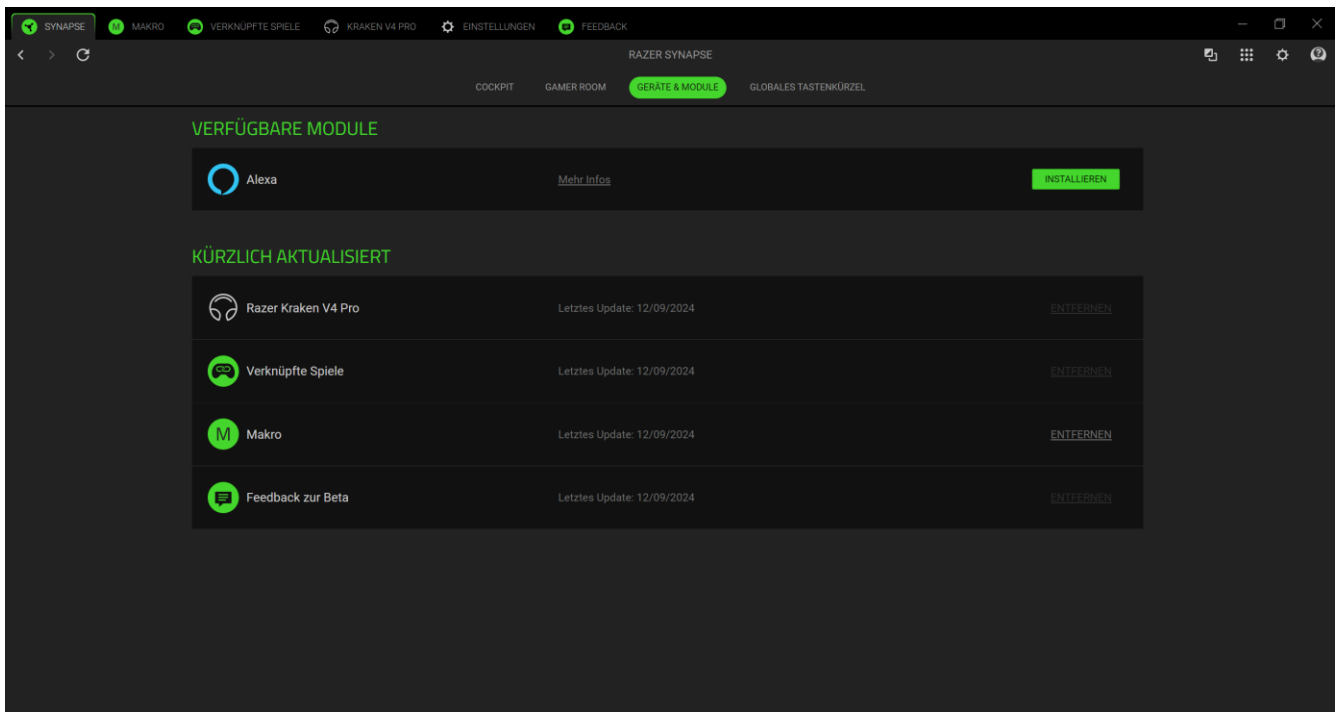 SYNAPSE M MAKRO VERKNÜPFTE SPIELE KRAKEN V4 PRO EINSTELLUNGEN FEEDBACK
RAZER SYNAPSE
COCKPIT GAMER ROOM GERÄTE & MODULE GLOBALES TASTENKÜRZEL
VERFÜGBARE MODULE
Alexa Mehr Infos INSTALLIEREN
KÜRZLICH AKTUALISIERT
Razer Kraken V4 Pro Letztes Update: 12/09/2024 ENTFERNEN
Verknüpfte Spiele Letztes Update: 12/09/2024 ENTFERNEN
M Makro Letztes Update: 12/09/2024 ENTFERNEN
Feedback zur Beta Letztes Update: 12/09/2024 ENTFERNEN